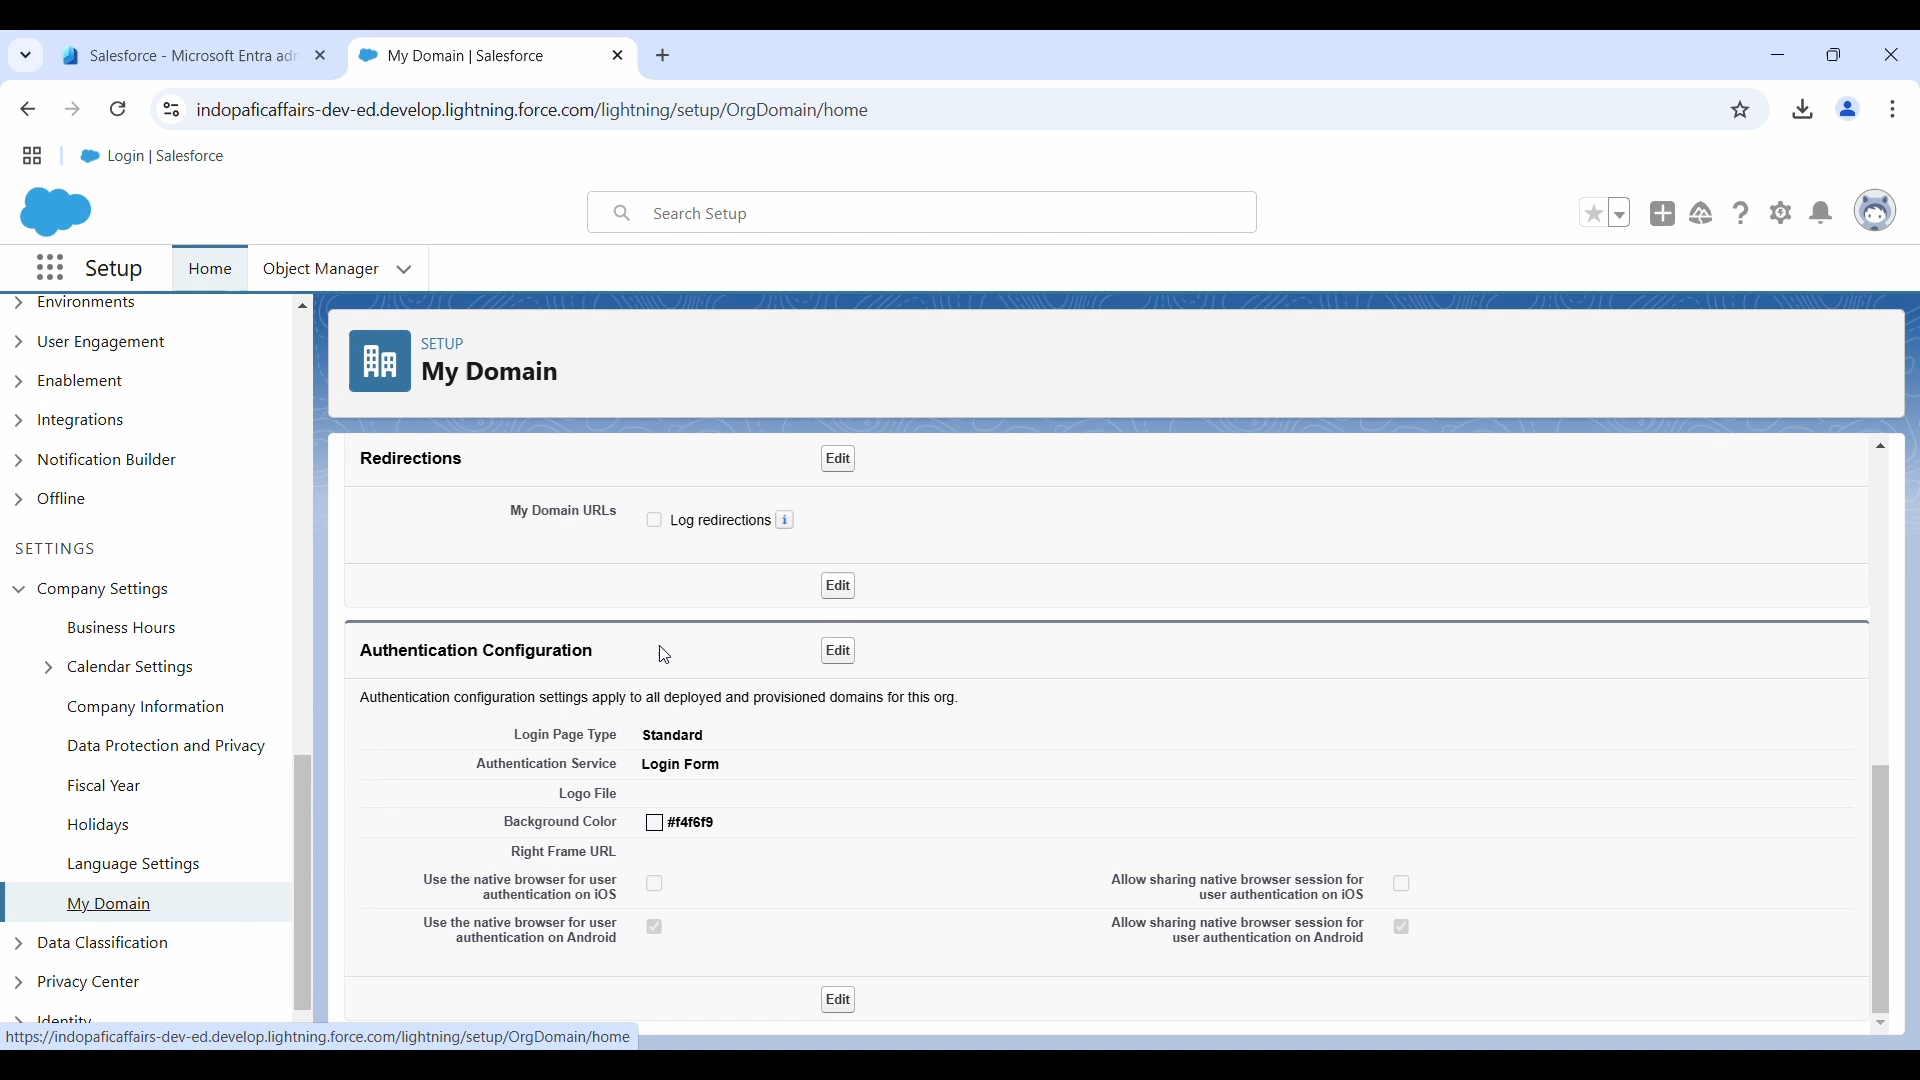 Salesforce - Microsoft Entra adn
My Domain | Salesforce
indopaficaffairs-dev-ed.develop.lightning.force.com/lightning/setup/OrgDomain/home
Login | Salesforce
Search Setup
Setup
Home
Object Manager
Environments
User Engagement
Enablement
Integrations
Notification Builder
Offline
SETTINGS
Company Settings
Business Hours
Calendar Settings
Company Information
Data Protection and Privacy
Fiscal Year
Holidays
Language Settings
My Domain
Data Classification
Privacy Center
Identity
SETUP
My Domain
Redirections Edit
My Domain URLs Log redirections i
Edit
Authentication Configuration Edit
Authentication configuration settings apply to all deployed and provisioned domains for this org.
Login Page Type Standard
Authentication Service Login Form
Logo File
Background Color #f4f6f9
Right Frame URL
Use the native browser for user
authentication on iOS
Allow sharing native browser session for
user authentication on iOS
Use the native browser for user
authentication on Android
Allow sharing native browser session for
user authentication on Android
Edit
https://indopaficaffairs-dev-ed.develop.lightning.force.com/lightning/setup/OrgDomain/home